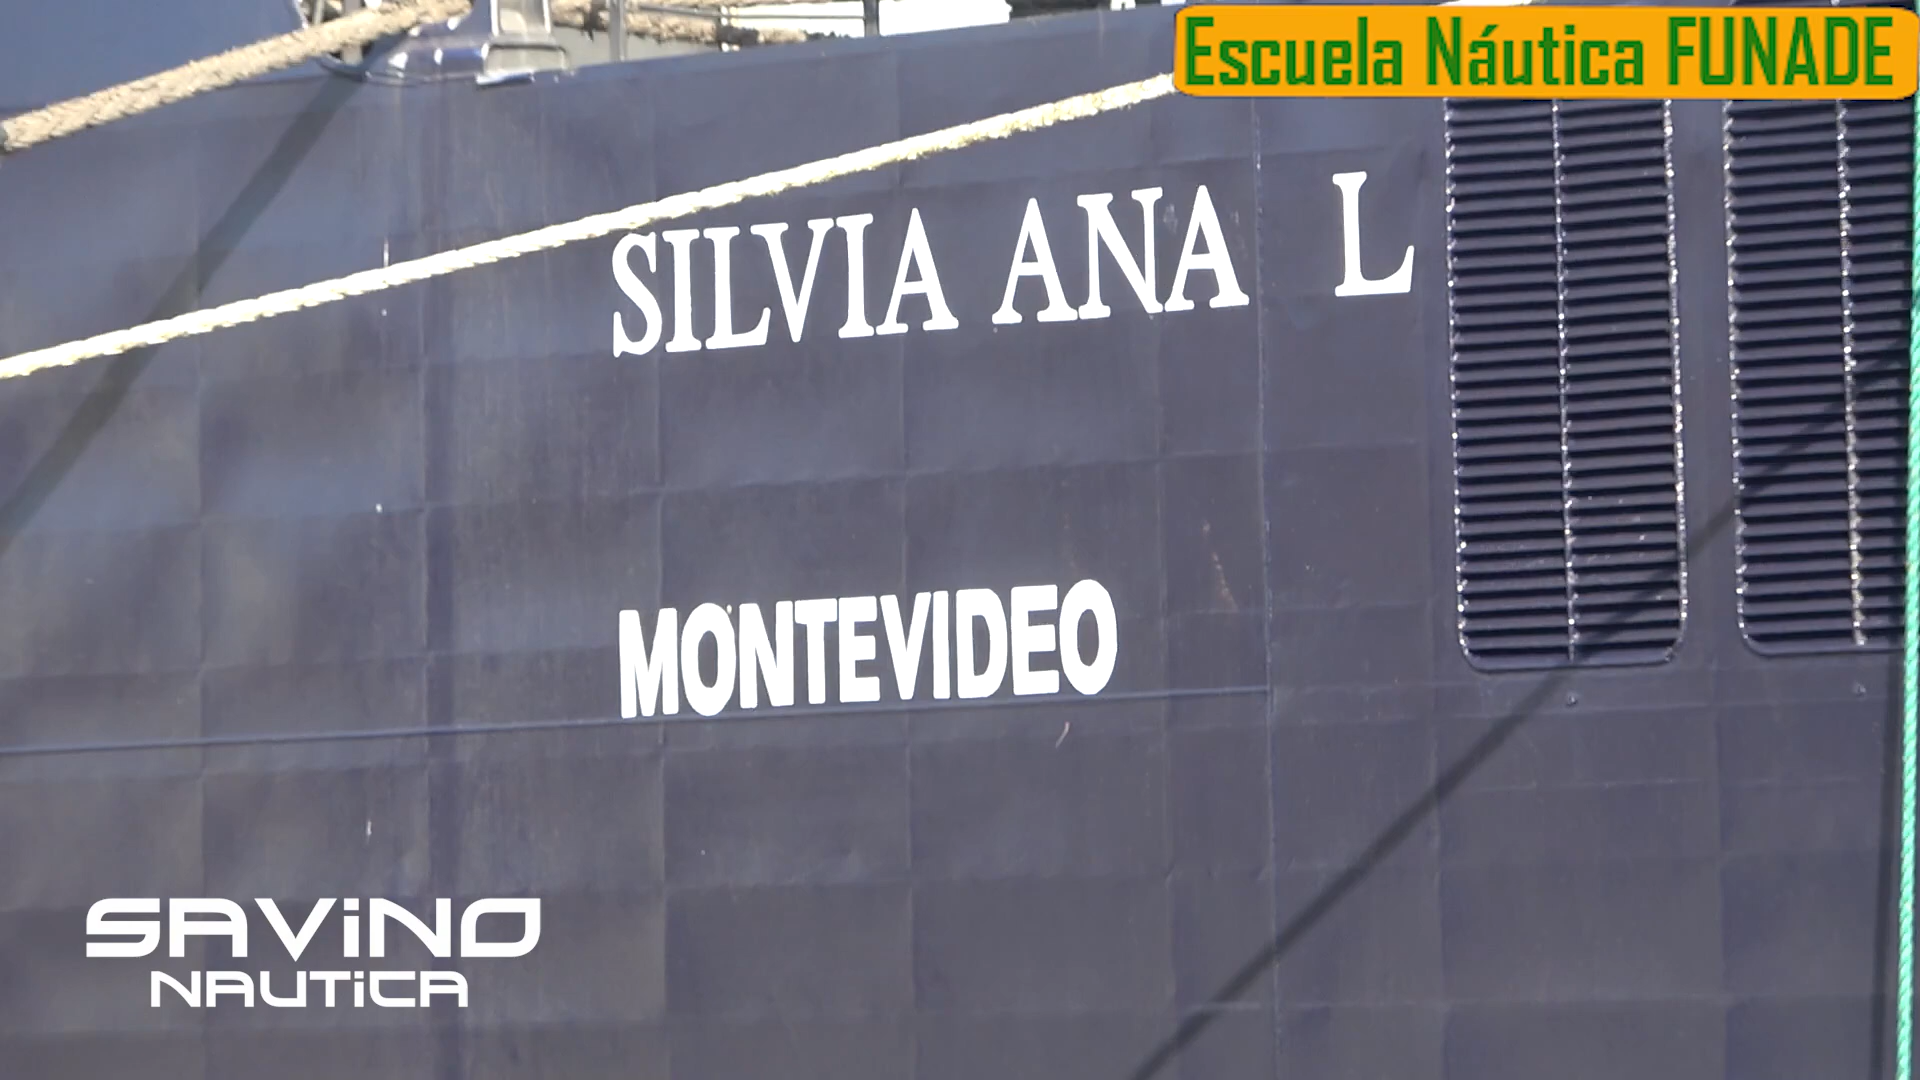 Escuela Náutica FUNADE
SILVIA ANA L
MONTEVIDEO
SAViNO
NAUTiCA